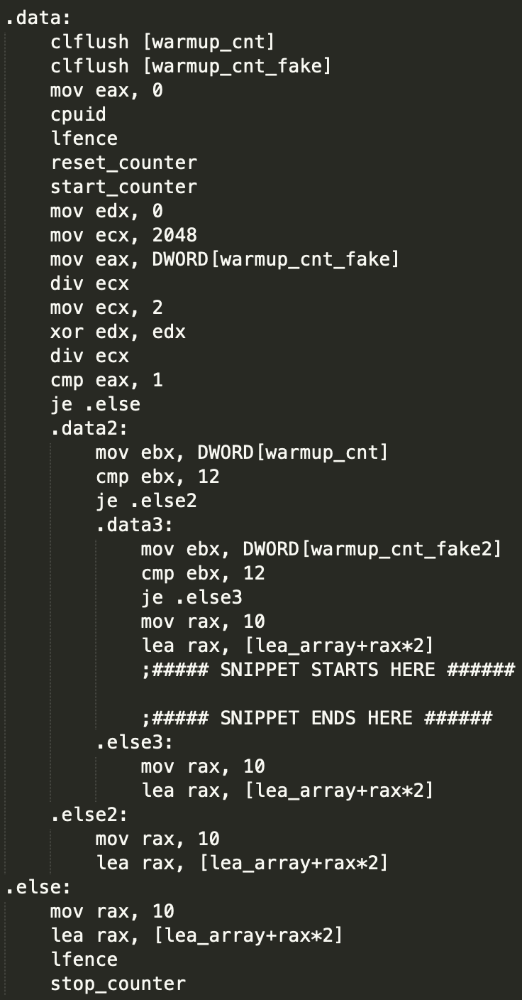 .data:
clflush [warmup_cnt]
clflush [warmup_cnt_fake]
mov eax, 0
cpuid
lfence
reset_counter
start_counter
mov edx, 0
mov ecx, 2048
mov eax, DWORD[warmup_cnt_fake]
div ecx
mov ecx, 2
xor edx, edx
div ecx
cmp eax, 1
je .else
.data2:
mov ebx, DWORD[warmup_cnt]
cmp ebx, 12
je .else2
.data3:
mov ebx, DWORD[warmup_cnt_fake2]
cmp ebx, 12
je .else3
mov rax, 10
lea rax, [lea_array+rax*2]
;##### SNIPPET STARTS HERE ######
;##### SNIPPET ENDS HERE ######
.else3:
mov rax, 10
lea rax, [lea_array+rax*2]
.else2:
mov rax, 10
lea rax, [lea_array+rax*2]
.else:
mov rax, 10
lea rax, [lea_array+rax*2]
lfence
stop_counter